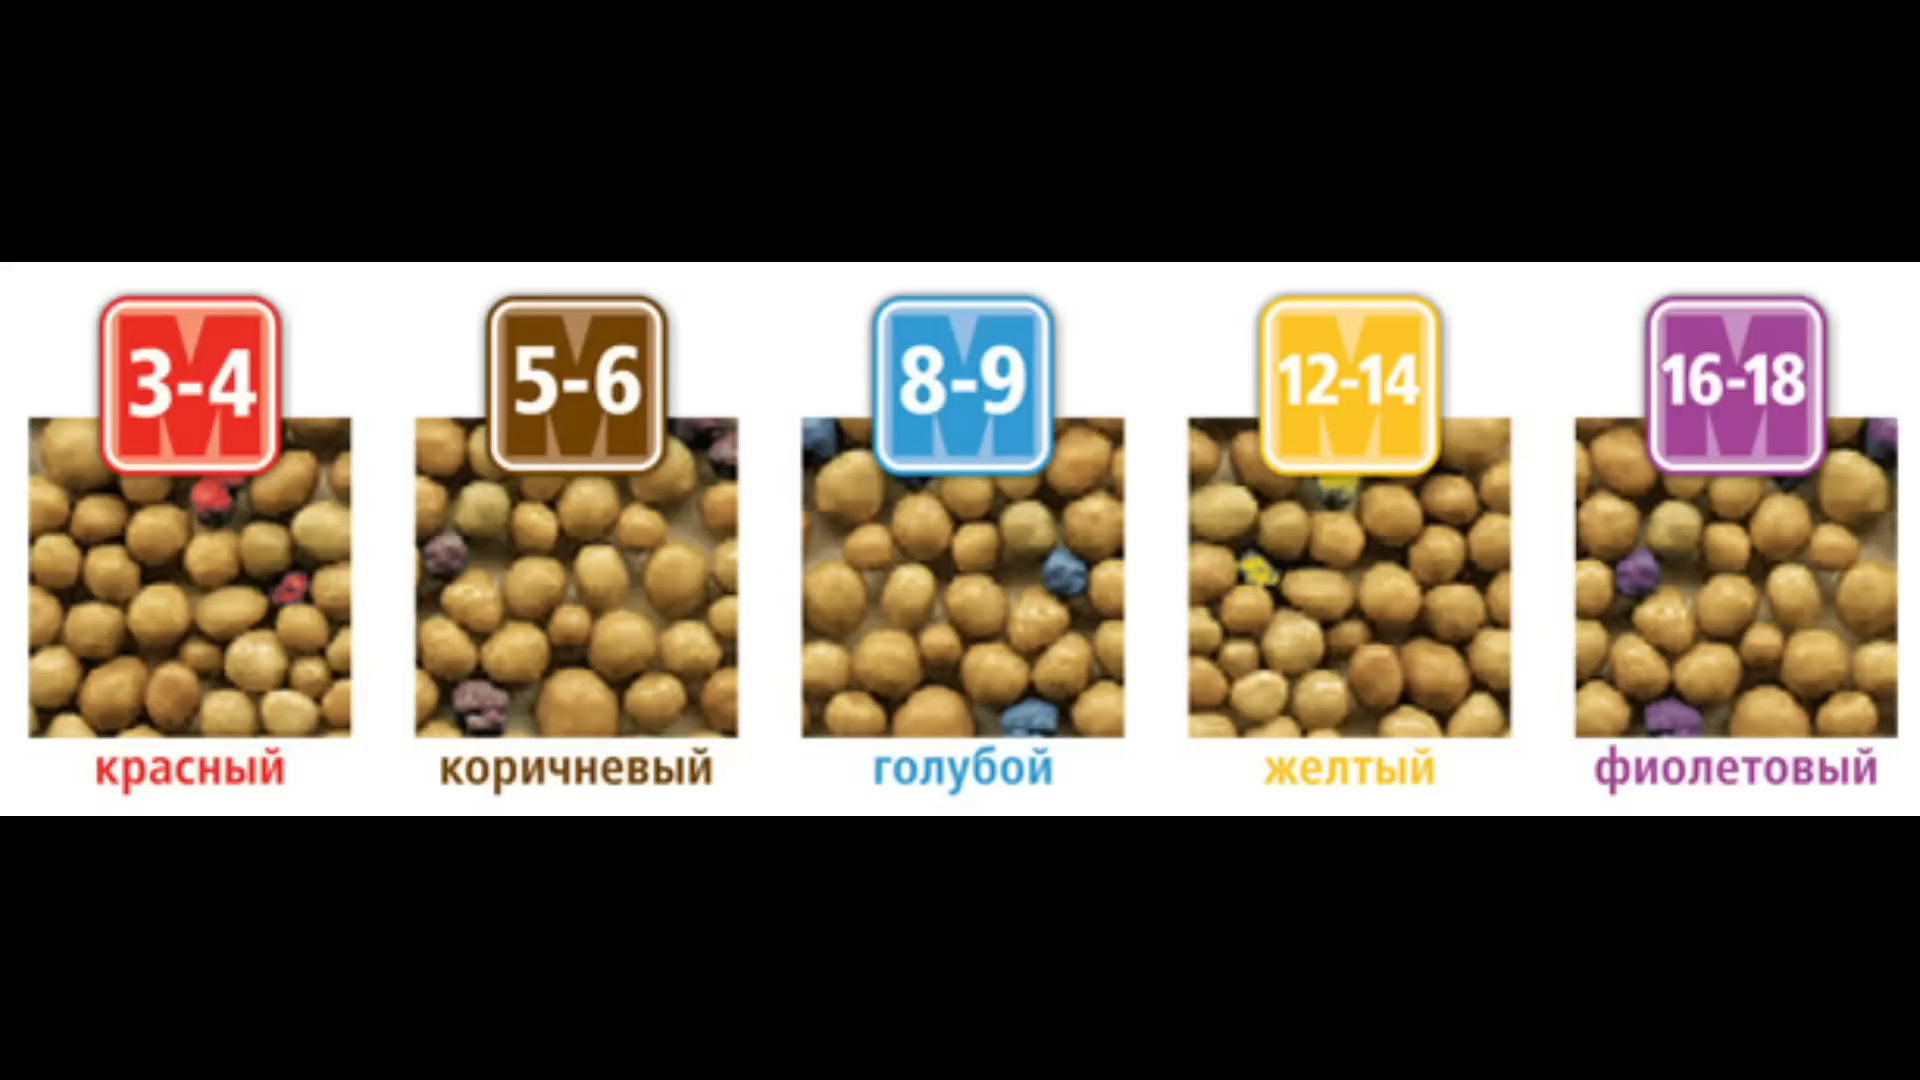 3-4
5-6
8-9
12-14
16-18
красный
коричневый
голубой
желтый
фиолетовый